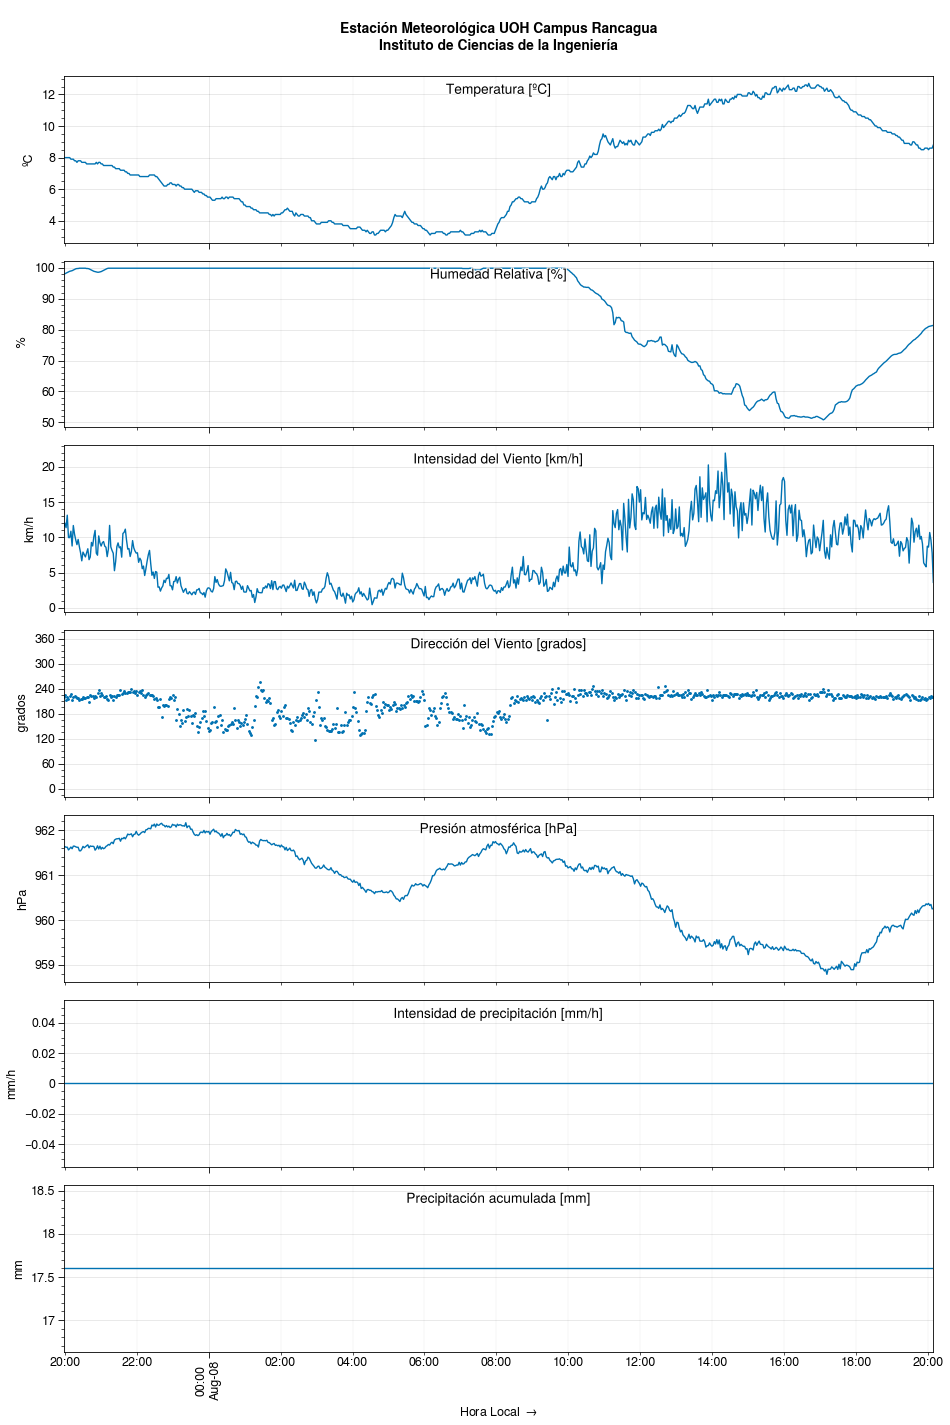 Estación Meteorológica UOH Campus Rancagua
Instituto de Ciencias de la Ingeniería
Temperatura [ºC]
ºC
12
10
8
6
4
Humedad Relativa [%]
%
100
90
80
70
60
50
Intensidad del Viento [km/h]
km/h
20
15
10
5
0
Dirección del Viento [grados]
grados
360
300
240
180
120
60
0
Presión atmosférica [hPa]
hPa
962
961
960
959
Intensidad de precipitación [mm/h]
mm/h
0.04
0.02
0
−0.02
−0.04
Precipitación acumulada [mm]
mm
18.5
18
17.5
17
20:00 22:00 00:00 02:00 04:00 06:00 08:00 10:00 12:00 14:00 16:00 18:00 20:00
Aug-08
Hora Local →